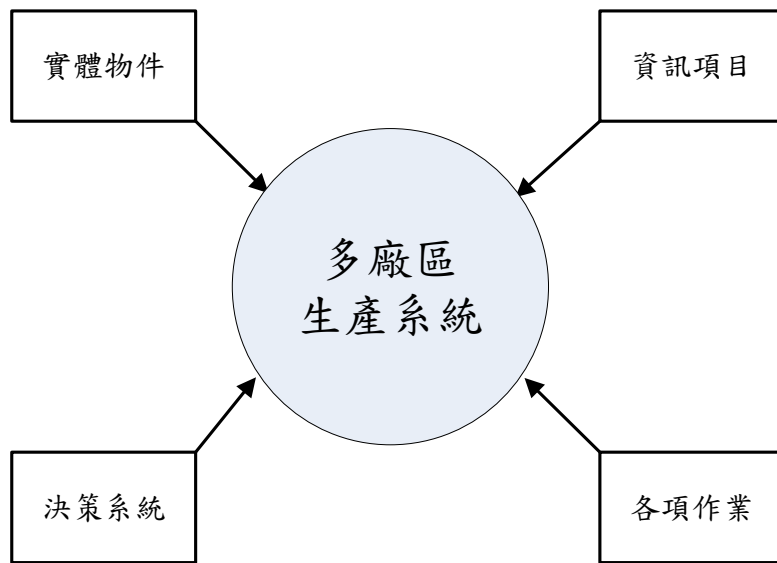 實體物件
資訊項目
多廠區
生產系統
決策系統
各項作業